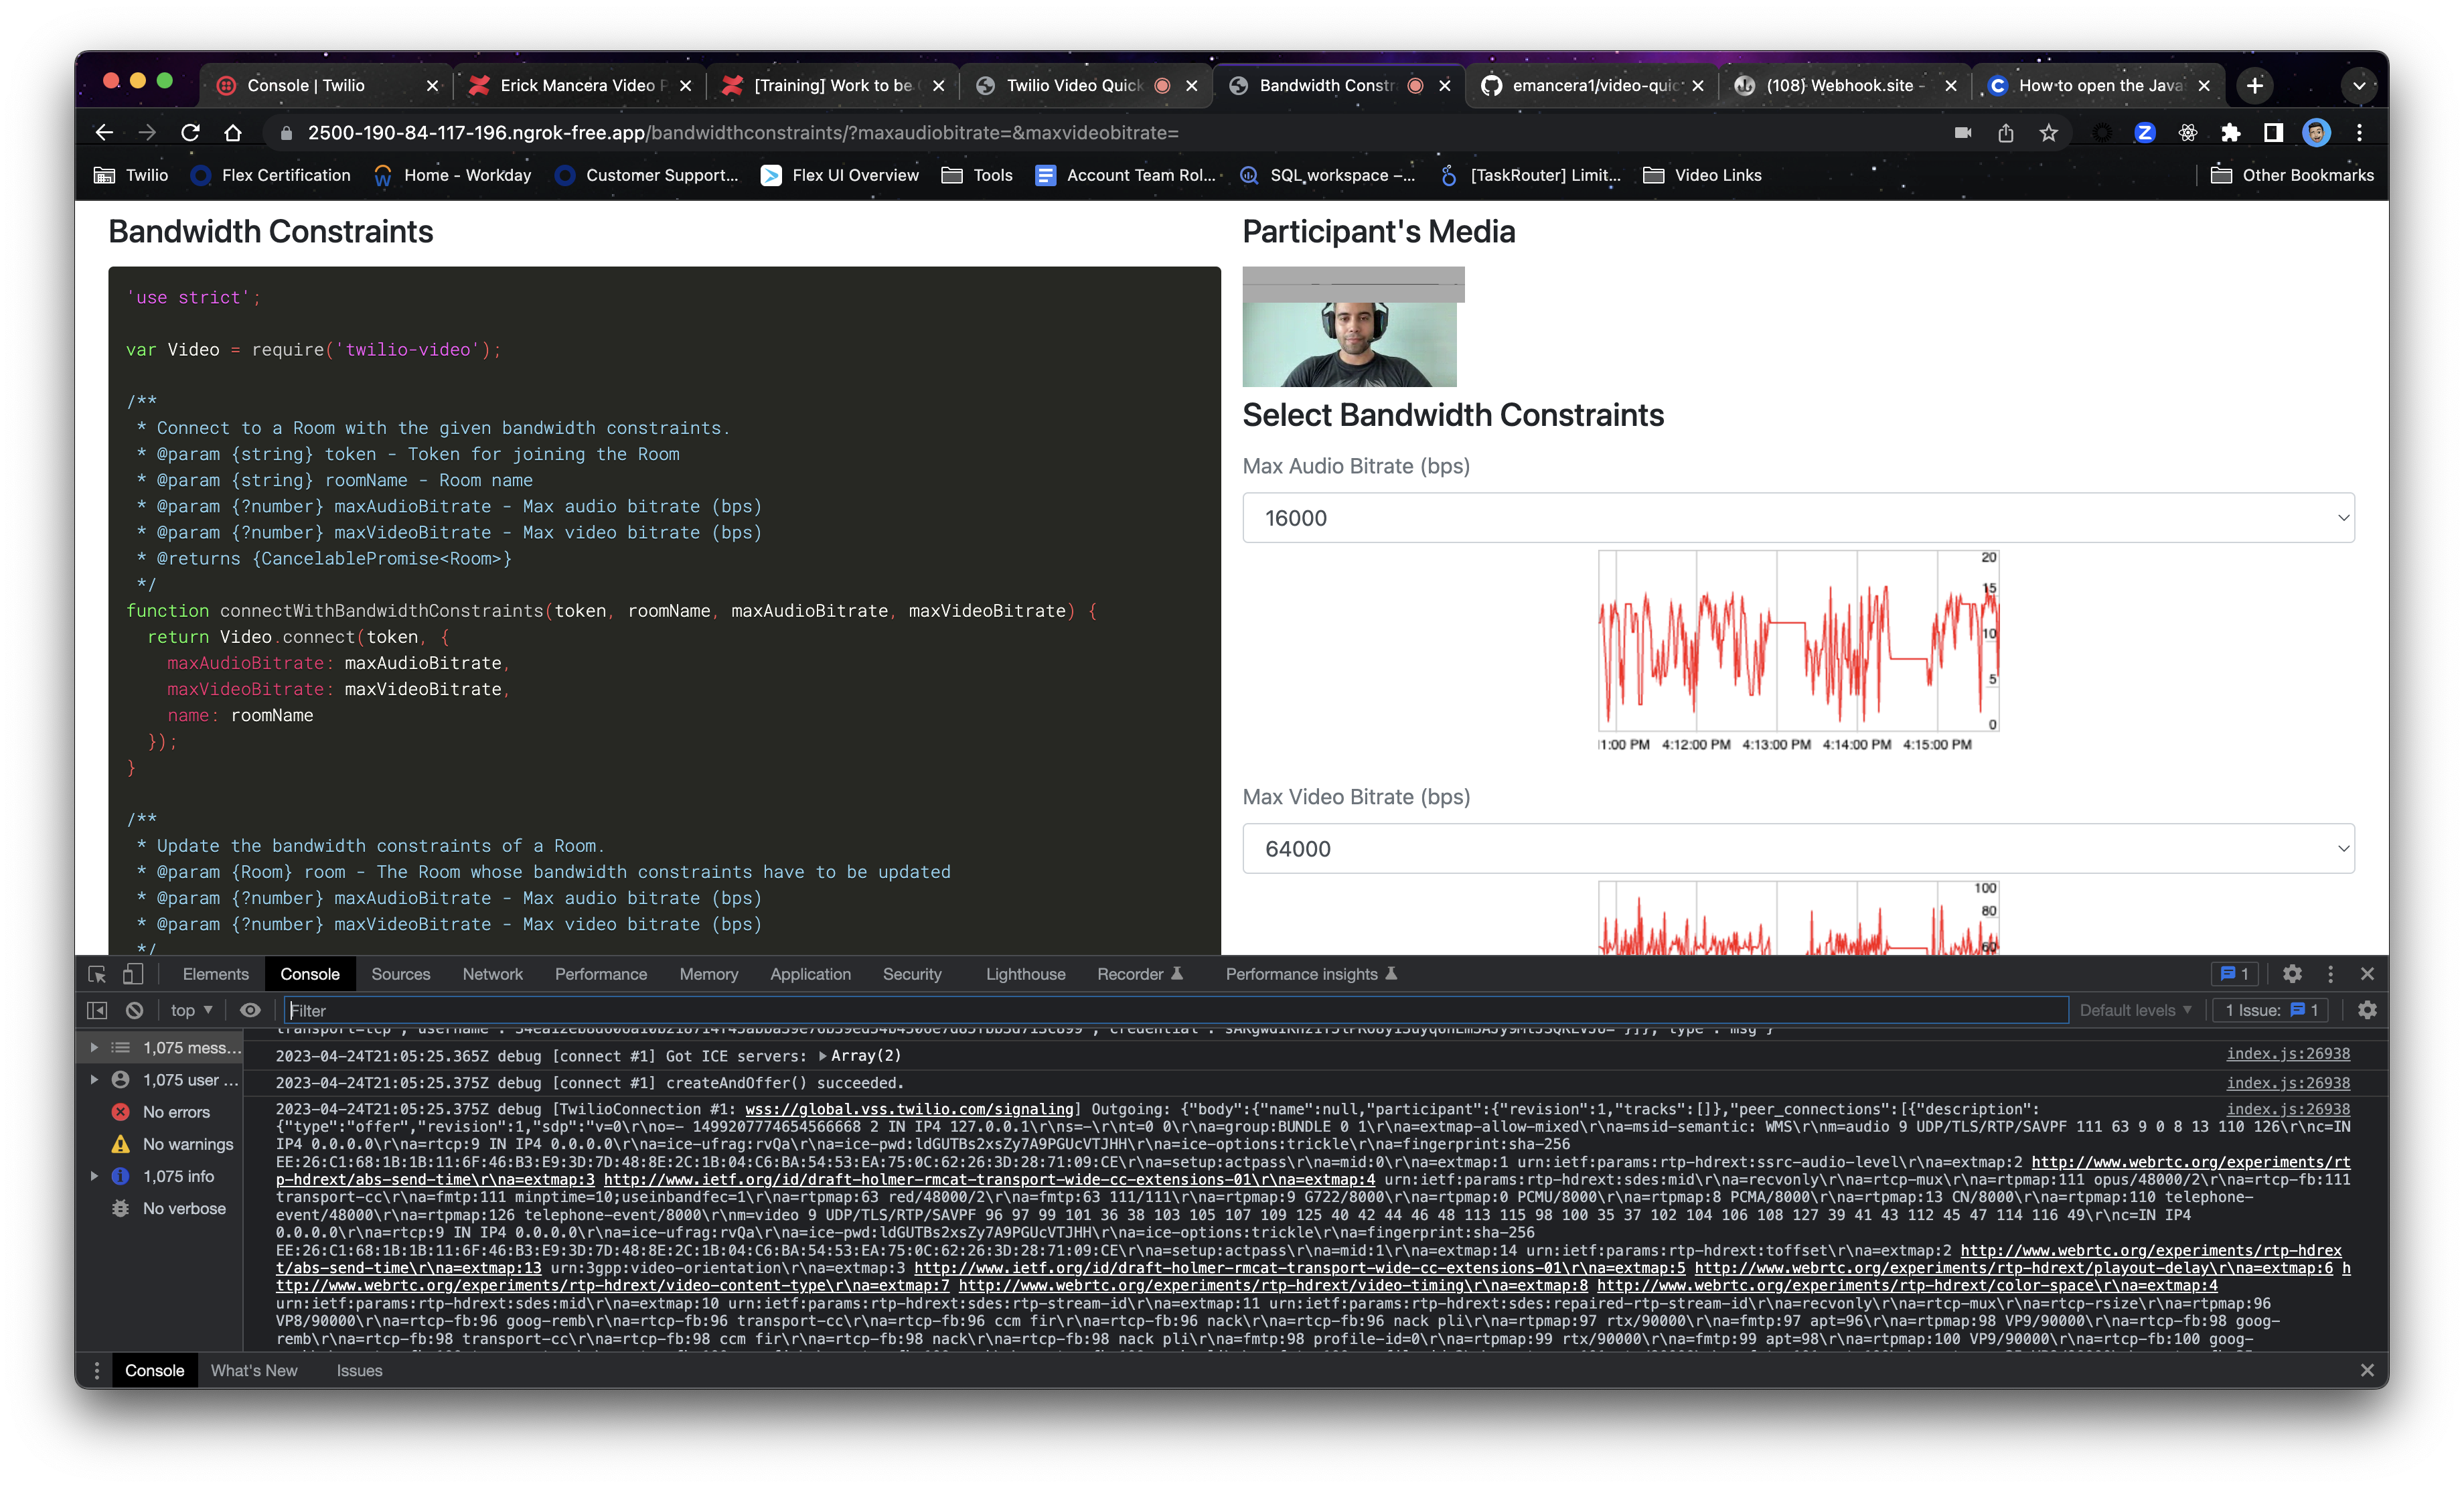 Console | Twilio
Erick Mancera Video P
[Training] Work to be
Twilio Video Quick
Bandwidth Constr
emancera1/video-quic
(108) Webhook.site -
How to open the Java
2500-190-84-117-196.ngrok-free.app/bandwidthconstraints/?maxaudiobitrate=&maxvideobitrate=
Twilio
Flex Certification
Home - Workday
Customer Support...
Flex UI Overview
Tools
Account Team Rol...
SQL workspace –...
[TaskRouter] Limit...
Video Links
Other Bookmarks
Bandwidth Constraints
'use strict';
var Video = require('twilio-video');
/**
* Connect to a Room with the given bandwidth constraints.
* @param {string} token - Token for joining the Room
* @param {string} roomName - Room name
* @param {?number} maxAudioBitrate - Max audio bitrate (bps)
* @param {?number} maxVideoBitrate - Max video bitrate (bps)
* @returns {CancelablePromise<Room>}
*/
function connectWithBandwidthConstraints(token, roomName, maxAudioBitrate, maxVideoBitrate) {
return Video.connect(token, {
maxAudioBitrate: maxAudioBitrate,
maxVideoBitrate: maxVideoBitrate,
name: roomName
});
}
/**
* Update the bandwidth constraints of a Room.
* @param {Room} room - The Room whose bandwidth constraints have to be updated
* @param {?number} maxAudioBitrate - Max audio bitrate (bps)
* @param {?number} maxVideoBitrate - Max video bitrate (bps)
*/
Participant's Media
Select Bandwidth Constraints
Max Audio Bitrate (bps)
16000
20
15
10
5
0
1:00 PM 4:12:00 PM 4:13:00 PM 4:14:00 PM 4:15:00 PM
Max Video Bitrate (bps)
64000
100
80
60
Elements
Console
Sources
Network
Performance
Memory
Application
Security
Lighthouse
Recorder
Performance insights
1
top
Filter
Default levels
1 Issue: 1
1,075 mess...
1,075 user ...
No errors
No warnings
1,075 info
No verbose
2023-04-24T21:05:25.365Z debug [connect #1] Got ICE servers: Array(2)
index.js:26938
2023-04-24T21:05:25.375Z debug [connect #1] createAndOffer() succeeded.
index.js:26938
2023-04-24T21:05:25.375Z debug [TwilioConnection #1: wss://global.vss.twilio.com/signaling] Outgoing: {"body":{"name":null,"participant":{"revision":1,"tracks":[]},"peer_connections":[{"description":
index.js:26938
{"type":"offer","revision":1,"sdp":"v=0\r\no=- 1499207774654566668 2 IN IP4 127.0.0.1\r\ns=-\r\nt=0 0\r\na=group:BUNDLE 0 1\r\na=extmap-allow-mixed\r\na=msid-semantic: WMS\r\nm=audio 9 UDP/TLS/RTP/SAVPF 111 63 9 0 8 13 110 126\r\nc=IN
IP4 0.0.0.0\r\na=rtcp:9 IN IP4 0.0.0.0\r\na=ice-ufrag:rvQa\r\na=ice-pwd:ldGUTBs2xsZy7A9PGUcVTJHH\r\na=ice-options:trickle\r\na=fingerprint:sha-256
EE:26:C1:68:1B:1B:11:6F:46:B3:E9:3D:7D:48:8E:2C:1B:04:C6:BA:54:53:EA:75:0C:62:26:3D:28:71:09:CE\r\na=setup:actpass\r\na=mid:0\r\na=extmap:1 urn:ietf:params:rtp-hdrext:ssrc-audio-level\r\na=extmap:2 http://www.webrtc.org/experiments/rt
p-hdrext/abs-send-time\r\na=extmap:3 http://www.ietf.org/id/draft-holmer-rmcat-transport-wide-cc-extensions-01\r\na=extmap:4 urn:ietf:params:rtp-hdrext:sdes:mid\r\na=recvonly\r\na=rtcp-mux\r\na=rtpmap:111 opus/48000/2\r\na=rtcp-fb:111
transport-cc\r\na=fmtp:111 minptime=10;useinbandfec=1\r\na=rtpmap:63 red/48000/2\r\na=fmtp:63 111/111\r\na=rtpmap:9 G722/8000\r\na=rtpmap:0 PCMU/8000\r\na=rtpmap:8 PCMA/8000\r\na=rtpmap:13 CN/8000\r\na=rtpmap:110 telephone-
event/48000\r\na=rtpmap:126 telephone-event/8000\r\nm=video 9 UDP/TLS/RTP/SAVPF 96 97 99 101 36 38 103 105 107 109 125 40 42 44 46 48 113 115 98 100 35 37 102 104 106 108 127 39 41 43 112 45 47 114 116 49\r\nc=IN IP4
0.0.0.0\r\na=rtcp:9 IN IP4 0.0.0.0\r\na=ice-ufrag:rvQa\r\na=ice-pwd:ldGUTBs2xsZy7A9PGUcVTJHH\r\na=ice-options:trickle\r\na=fingerprint:sha-256
EE:26:C1:68:1B:1B:11:6F:46:B3:E9:3D:7D:48:8E:2C:1B:04:C6:BA:54:53:EA:75:0C:62:26:3D:28:71:09:CE\r\na=setup:actpass\r\na=mid:1\r\na=extmap:14 urn:ietf:params:rtp-hdrext:toffset\r\na=extmap:2 http://www.webrtc.org/experiments/rtp-hdrex
t/abs-send-time\r\na=extmap:13 urn:3gpp:video-orientation\r\na=extmap:3 http://www.ietf.org/id/draft-holmer-rmcat-transport-wide-cc-extensions-01\r\na=extmap:5 http://www.webrtc.org/experiments/rtp-hdrext/playout-delay\r\na=extmap:6 h
ttp://www.webrtc.org/experiments/rtp-hdrext/video-content-type\r\na=extmap:7 http://www.webrtc.org/experiments/rtp-hdrext/video-timing\r\na=extmap:8 http://www.webrtc.org/experiments/rtp-hdrext/color-space\r\na=extmap:4
urn:ietf:params:rtp-hdrext:sdes:mid\r\na=extmap:10 urn:ietf:params:rtp-hdrext:sdes:rtp-stream-id\r\na=extmap:11 urn:ietf:params:rtp-hdrext:sdes:repaired-rtp-stream-id\r\na=recvonly\r\na=rtcp-mux\r\na=rtcp-rsize\r\na=rtpmap:96
VP8/90000\r\na=rtcp-fb:96 goog-remb\r\na=rtcp-fb:96 transport-cc\r\na=rtcp-fb:96 ccm fir\r\na=rtcp-fb:96 nack\r\na=rtcp-fb:96 nack pli\r\na=rtpmap:97 rtx/90000\r\na=fmtp:97 apt=96\r\na=rtpmap:98 VP9/90000\r\na=rtcp-fb:98 goog-
remb\r\na=rtcp-fb:98 transport-cc\r\na=rtcp-fb:98 ccm fir\r\na=rtcp-fb:98 nack\r\na=rtcp-fb:98 nack pli\r\na=fmtp:98 profile-id=0\r\na=rtpmap:99 rtx/90000\r\na=fmtp:99 apt=98\r\na=rtpmap:100 VP9/90000\r\na=rtcp-fb:100 goog-
Console
What's New
Issues